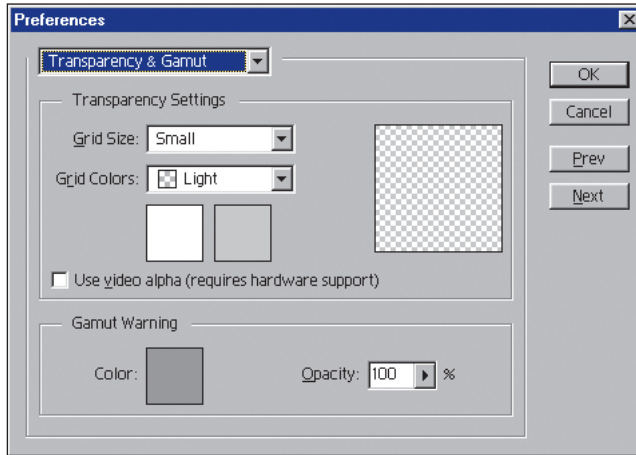 Preferences
Transparency & Gamut
OK
Cancel
Prev
Next
Transparency Settings
Grid Size: Small
Grid Colors: Light
Use video alpha (requires hardware support)
Gamut Warning
Color:
Opacity: 100 %